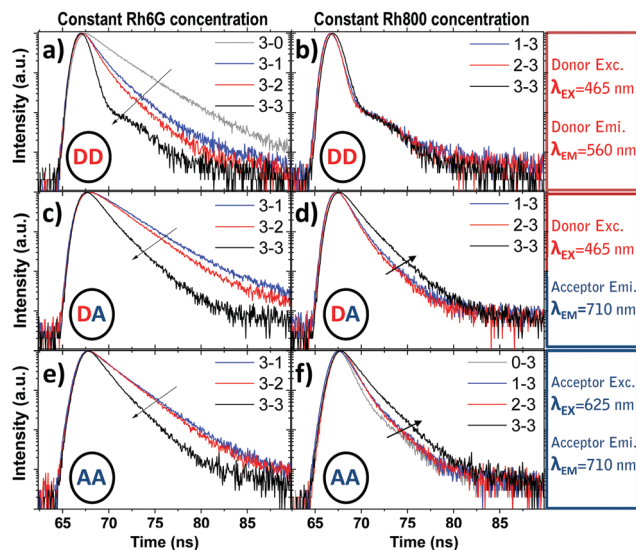 Constant Rh6G concentration
Constant Rh800 concentration
a)
3-0
3-1
3-2
3-3
DD
Intensity (a.u.)
b)
1-3
2-3
3-3
DD
Intensity (a.u.)
Donor Exc.
λEX=465 nm
Donor Emi.
λEM=560 nm
c)
3-1
3-2
3-3
DA
Intensity (a.u.)
d)
1-3
2-3
3-3
DA
Intensity (a.u.)
Donor Exc.
λEX=465 nm
Acceptor Emi.
λEM=710 nm
e)
3-1
3-2
3-3
AA
Intensity (a.u.)
65 70 75 80 85
Time (ns)
f)
0-3
1-3
2-3
3-3
AA
Intensity (a.u.)
65 70 75 80 85
Time (ns)
Acceptor Exc.
λEX=625 nm
Acceptor Emi.
λEM=710 nm